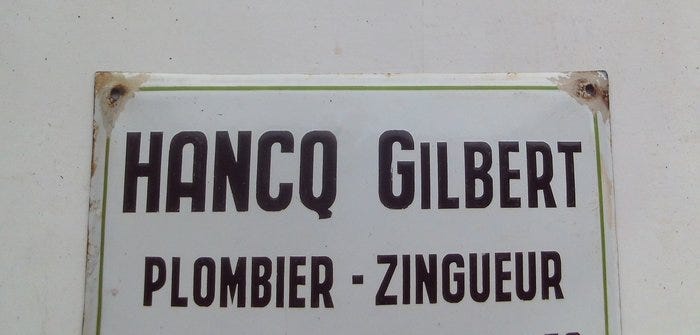 HANCQ GILBERT
PLOMBIER - ZINGUEUR